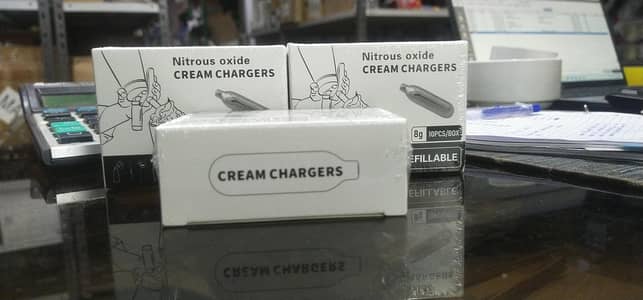 Nitrous oxide
CREAM CHARGERS
Nitrous oxide
CREAM CHARGERS
8g 10PCS/BOX
EFILLABLE
CREAM CHARGERS